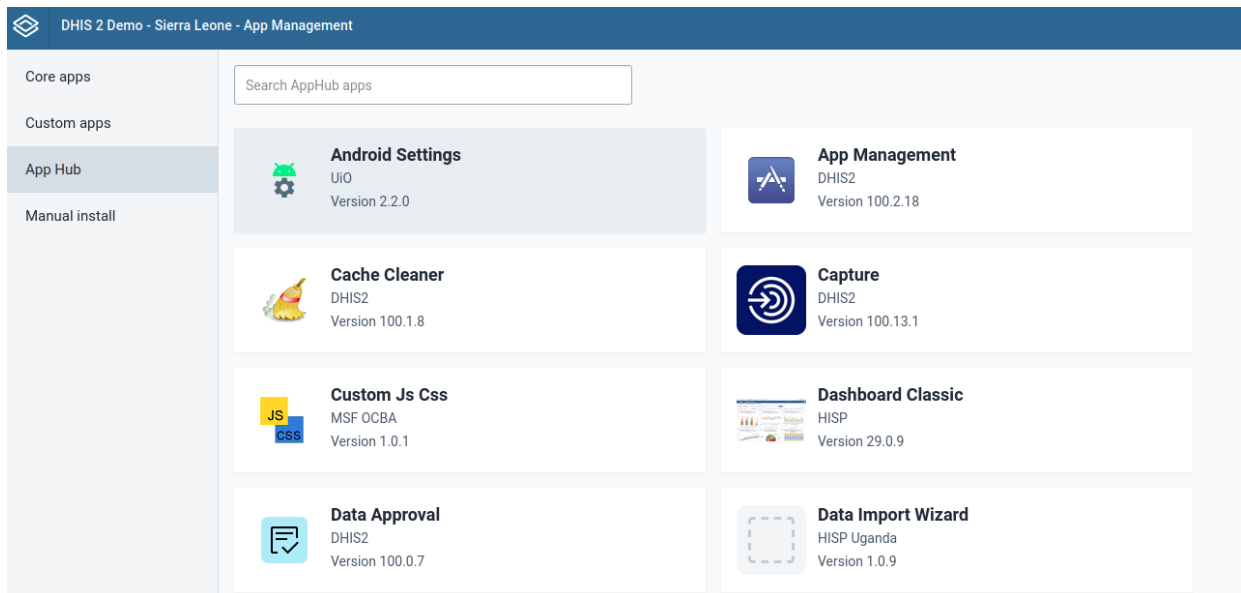 DHIS 2 Demo - Sierra Leone - App Management
Core apps
Custom apps
App Hub
Manual install
Search AppHub apps
Android Settings
UiO
Version 2.2.0
App Management
DHIS2
Version 100.2.18
Cache Cleaner
DHIS2
Version 100.1.8
Capture
DHIS2
Version 100.13.1
JS
CSS
Custom Js Css
MSF OCBA
Version 1.0.1
Dashboard Classic
HISP
Version 29.0.9
Data Approval
DHIS2
Version 100.0.7
Data Import Wizard
HISP Uganda
Version 1.0.9